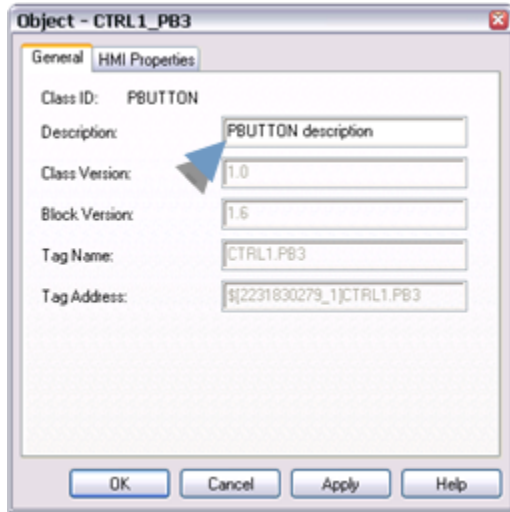 Object - CTRL1_PB3
General HMI Properties
Class ID: PBUTTON
Description: PBUTTON description
Class Version: 1.0
Block Version: 1.6
Tag Name: CTRL1.PB3
Tag Address: $[2231830279_1]CTRL1.PB3
OK Cancel Apply Help